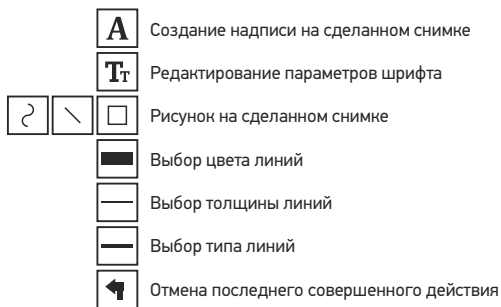 A Создание надписи на сделанном снимке
Tт Редактирование параметров шрифта
Рисунок на сделанном снимке
Выбор цвета линий
Выбор толщины линий
Выбор типа линий
Отмена последнего совершенного действия